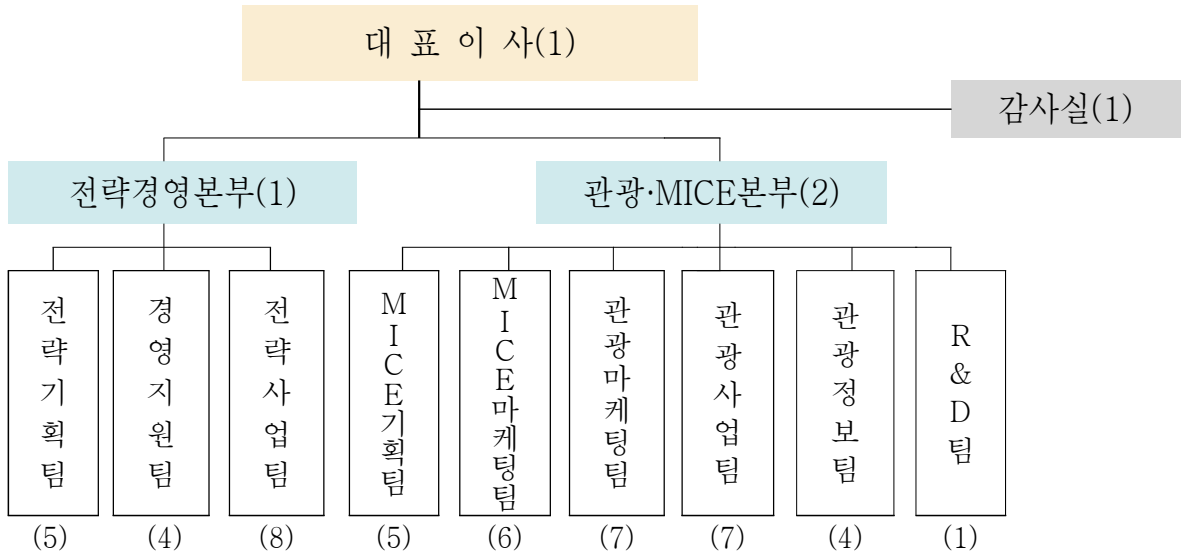 대 표 이 사(1)
감사실(1)
전략경영본부(1)
관광·MICE본부(2)
전략기획팀
경영지원팀
전략사업팀
MICE기획팀
MICE마케팅팀
관광마케팅팀
관광사업팀
관광정보팀
R&D팀
(5)
(4)
(8)
(5)
(6)
(7)
(7)
(4)
(1)